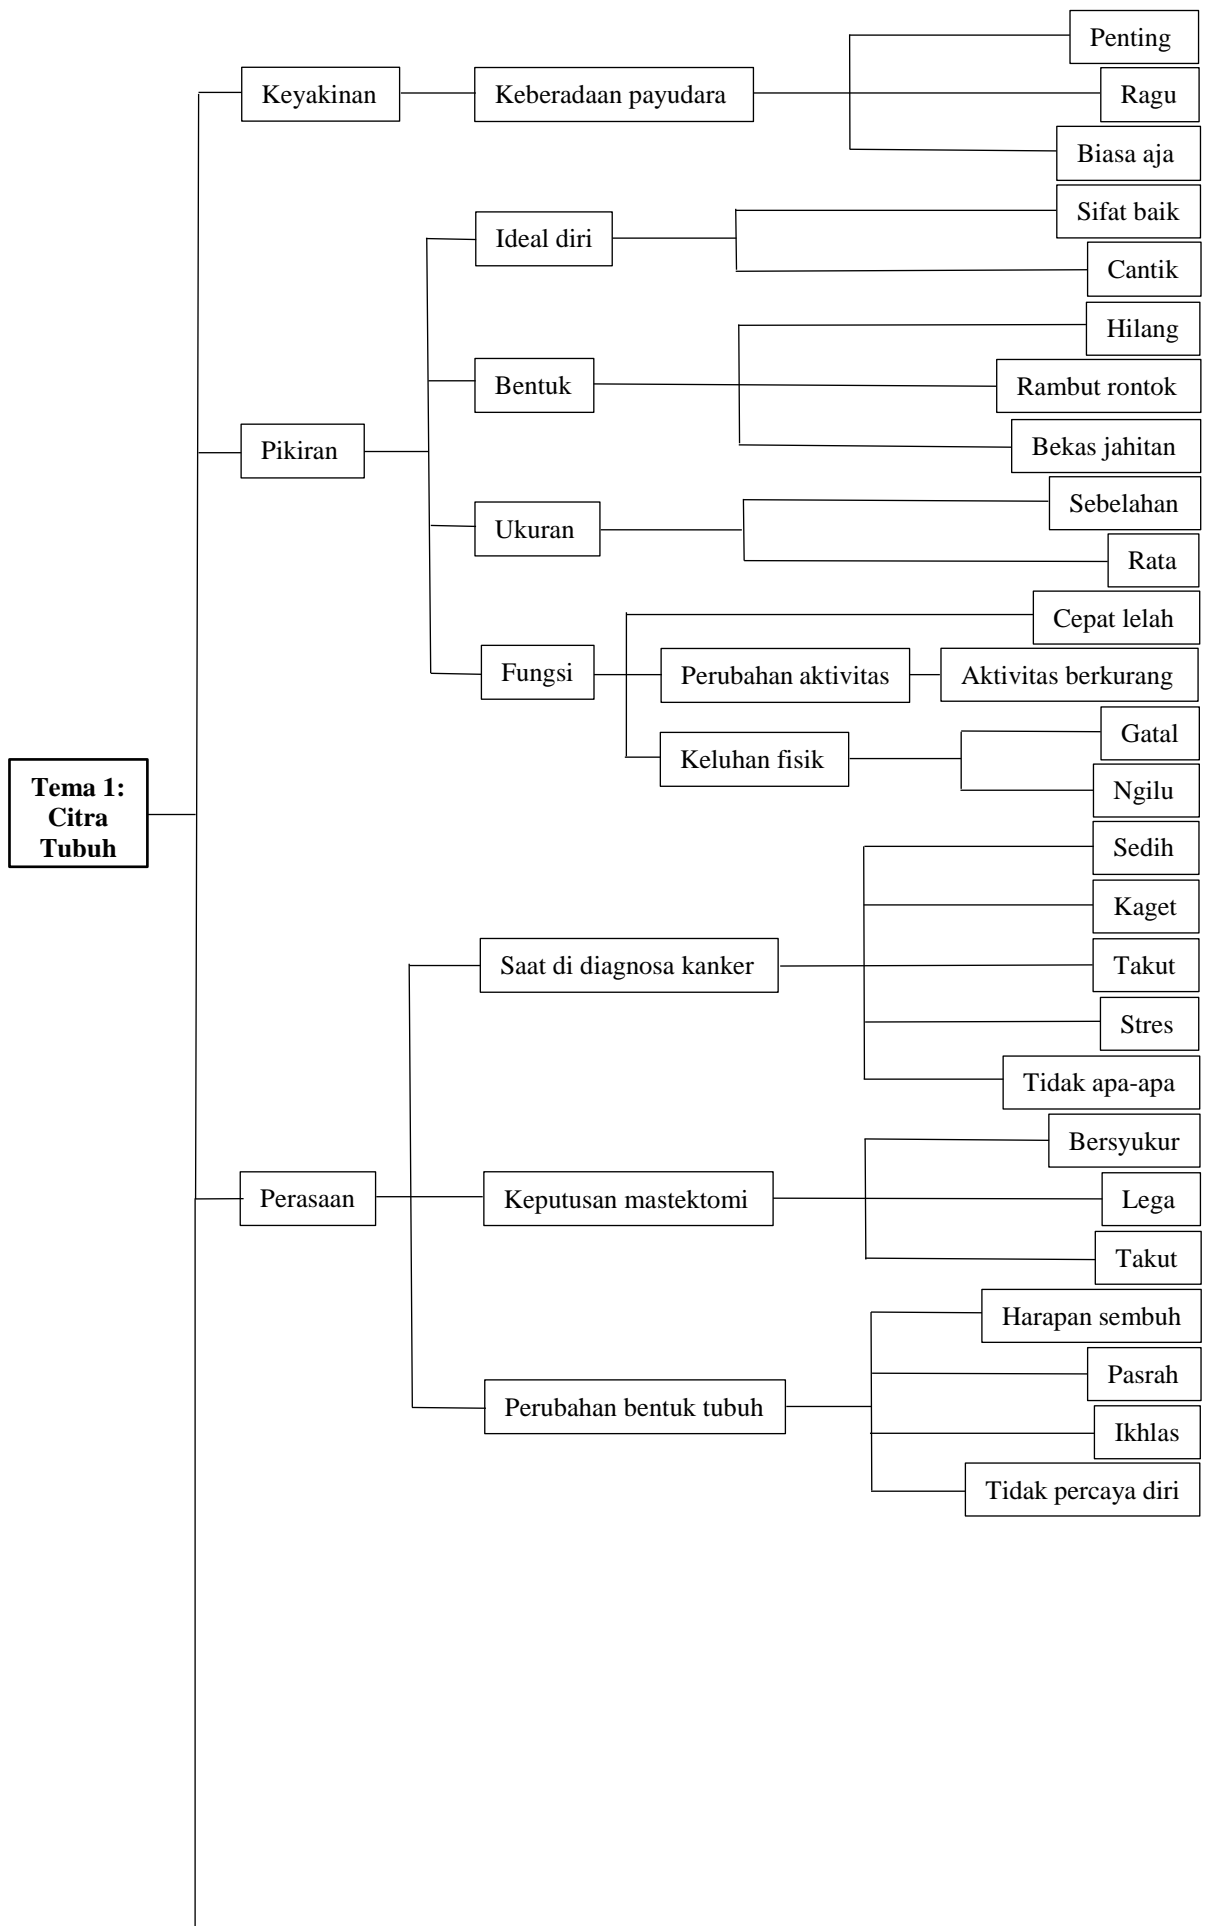 Penting
Keyakinan
Keberadaan payudara
Ragu
Biasa aja
Sifat baik
Ideal diri
Cantik
Hilang
Bentuk
Rambut rontok
Pikiran
Bekas jahitan
Sebelahan
Ukuran
Rata
Cepat lelah
Fungsi
Perubahan aktivitas
Aktivitas berkurang
Gatal
Keluhan fisik
Ngilu
Tema 1:
Citra
Tubuh
Sedih
Kaget
Saat di diagnosa kanker
Takut
Stres
Tidak apa-apa
Bersyukur
Perasaan
Keputusan mastektomi
Lega
Takut
Harapan sembuh
Pasrah
Perubahan bentuk tubuh
Ikhlas
Tidak percaya diri